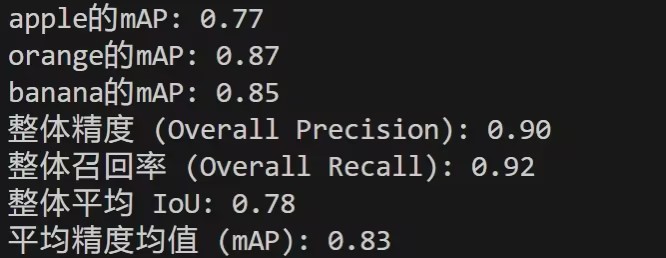 apple的mAP: 0.77
orange的mAP: 0.87
banana的mAP: 0.85
整体精度 (Overall Precision): 0.90
整体召回率 (Overall Recall): 0.92
整体平均 IoU: 0.78
平均精度均值 (mAP): 0.83